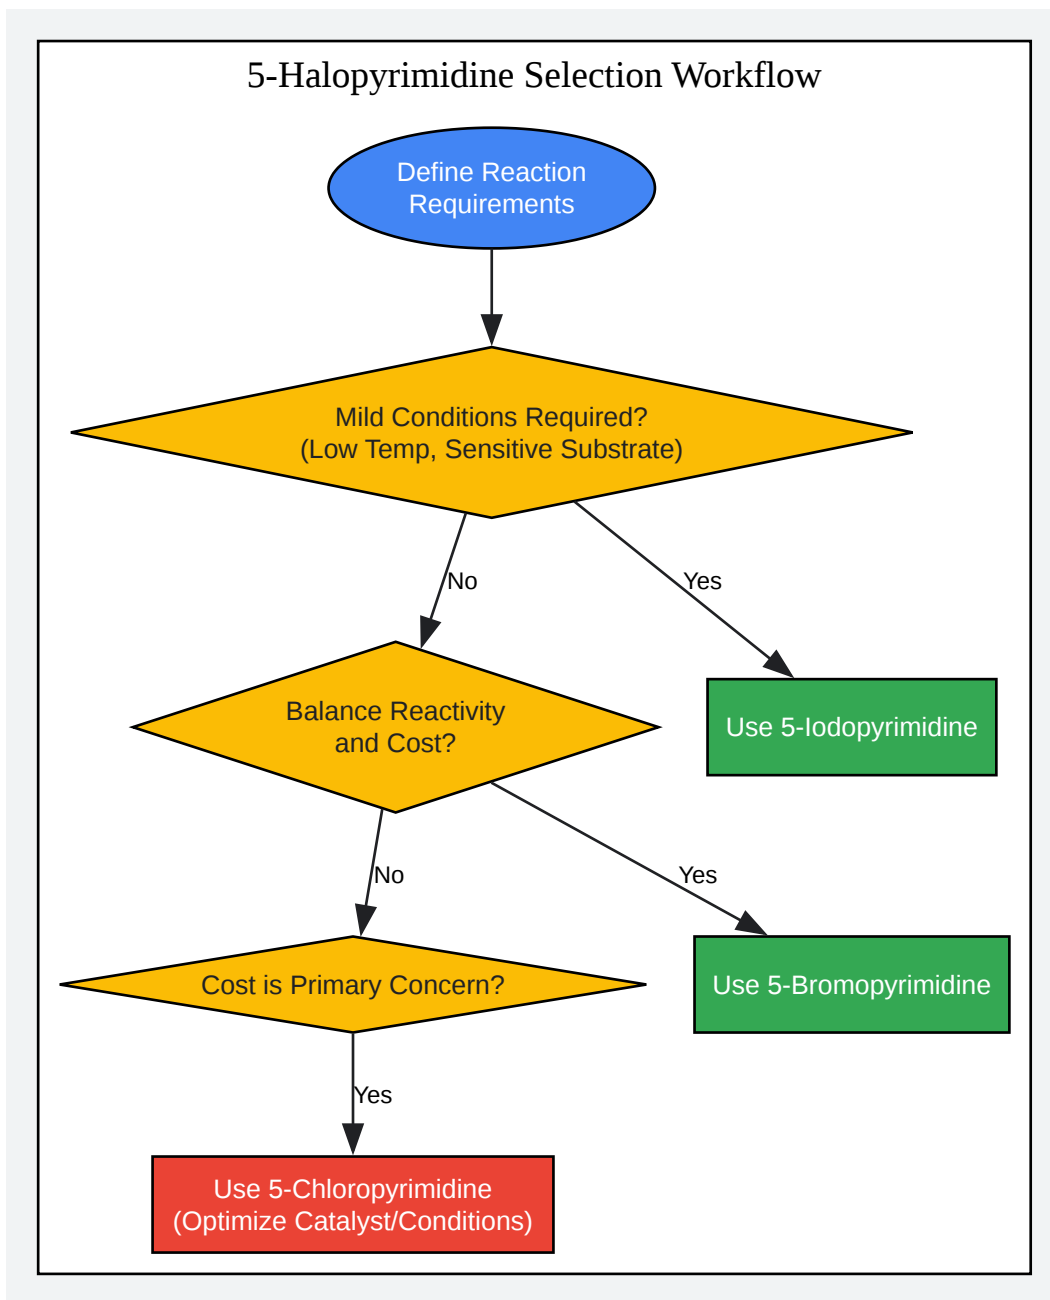 5-Halopyrimidine Selection Workflow
Define Reaction
Requirements
Mild Conditions Required?
(Low Temp, Sensitive Substrate)
No
Yes
Balance Reactivity
and Cost?
Use 5-Iodopyrimidine
No
Yes
Cost is Primary Concern?
Use 5-Bromopyrimidine
Yes
Use 5-Chloropyrimidine
(Optimize Catalyst/Conditions)